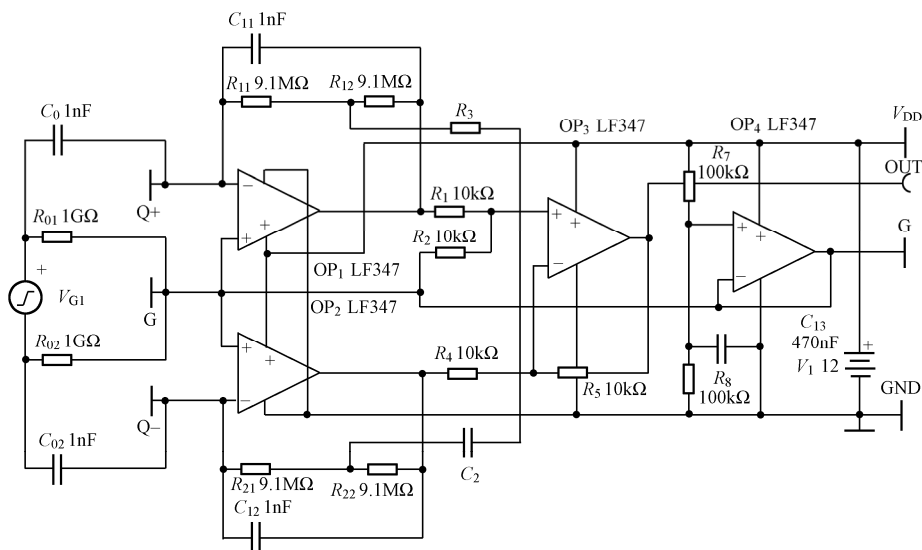 C11 1nF
R11 9.1MΩ
R12 9.1MΩ
C0 1nF
R3
OP3 LF347
OP4 LF347
VDD
R7
100kΩ
OUT
Q+
−
+
R1 10kΩ
R01 1GΩ
R2 10kΩ
+
+
+
−
+
+
−
+
OP1 LF347
G
VG1
G
OP2 LF347
C13
470nF
+
V1 12
R02 1GΩ
+
+
−
R4 10kΩ
R5 10kΩ
R8
100kΩ
GND
Q−
C02 1nF
C2
R21 9.1MΩ
R22 9.1MΩ
C12 1nF